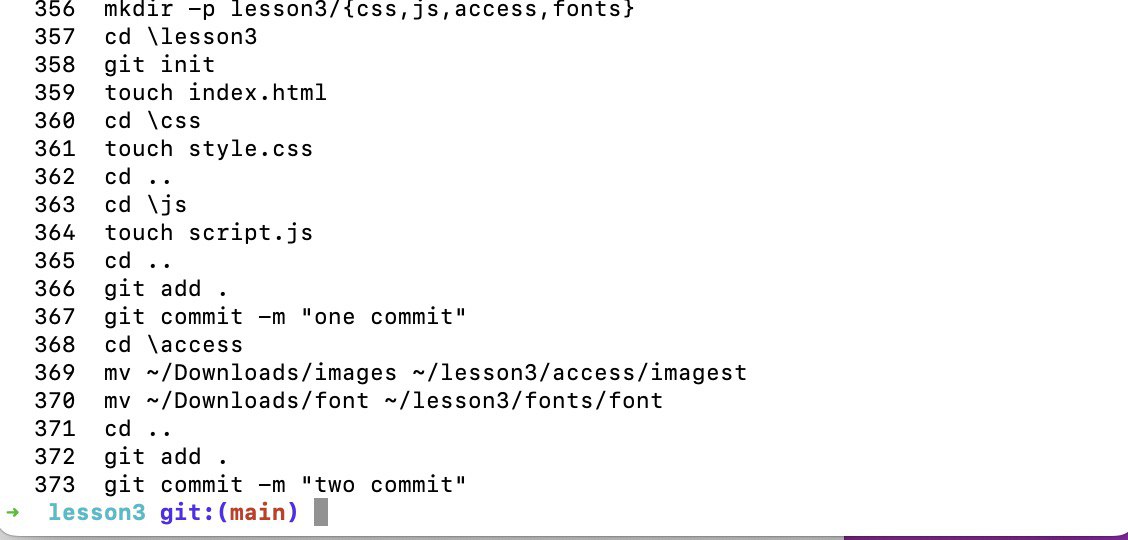 356 mkdir -p lesson3/{css,js,access,fonts}
357 cd \lesson3
358 git init
359 touch index.html
360 cd \css
361 touch style.css
362 cd ..
363 cd \js
364 touch script.js
365 cd ..
366 git add .
367 git commit -m "one commit"
368 cd \access
369 mv ~/Downloads/images ~/lesson3/access/imagest
370 mv ~/Downloads/font ~/lesson3/fonts/font
371 cd ..
372 git add .
373 git commit -m "two commit"
➜ lesson3 git:(main)